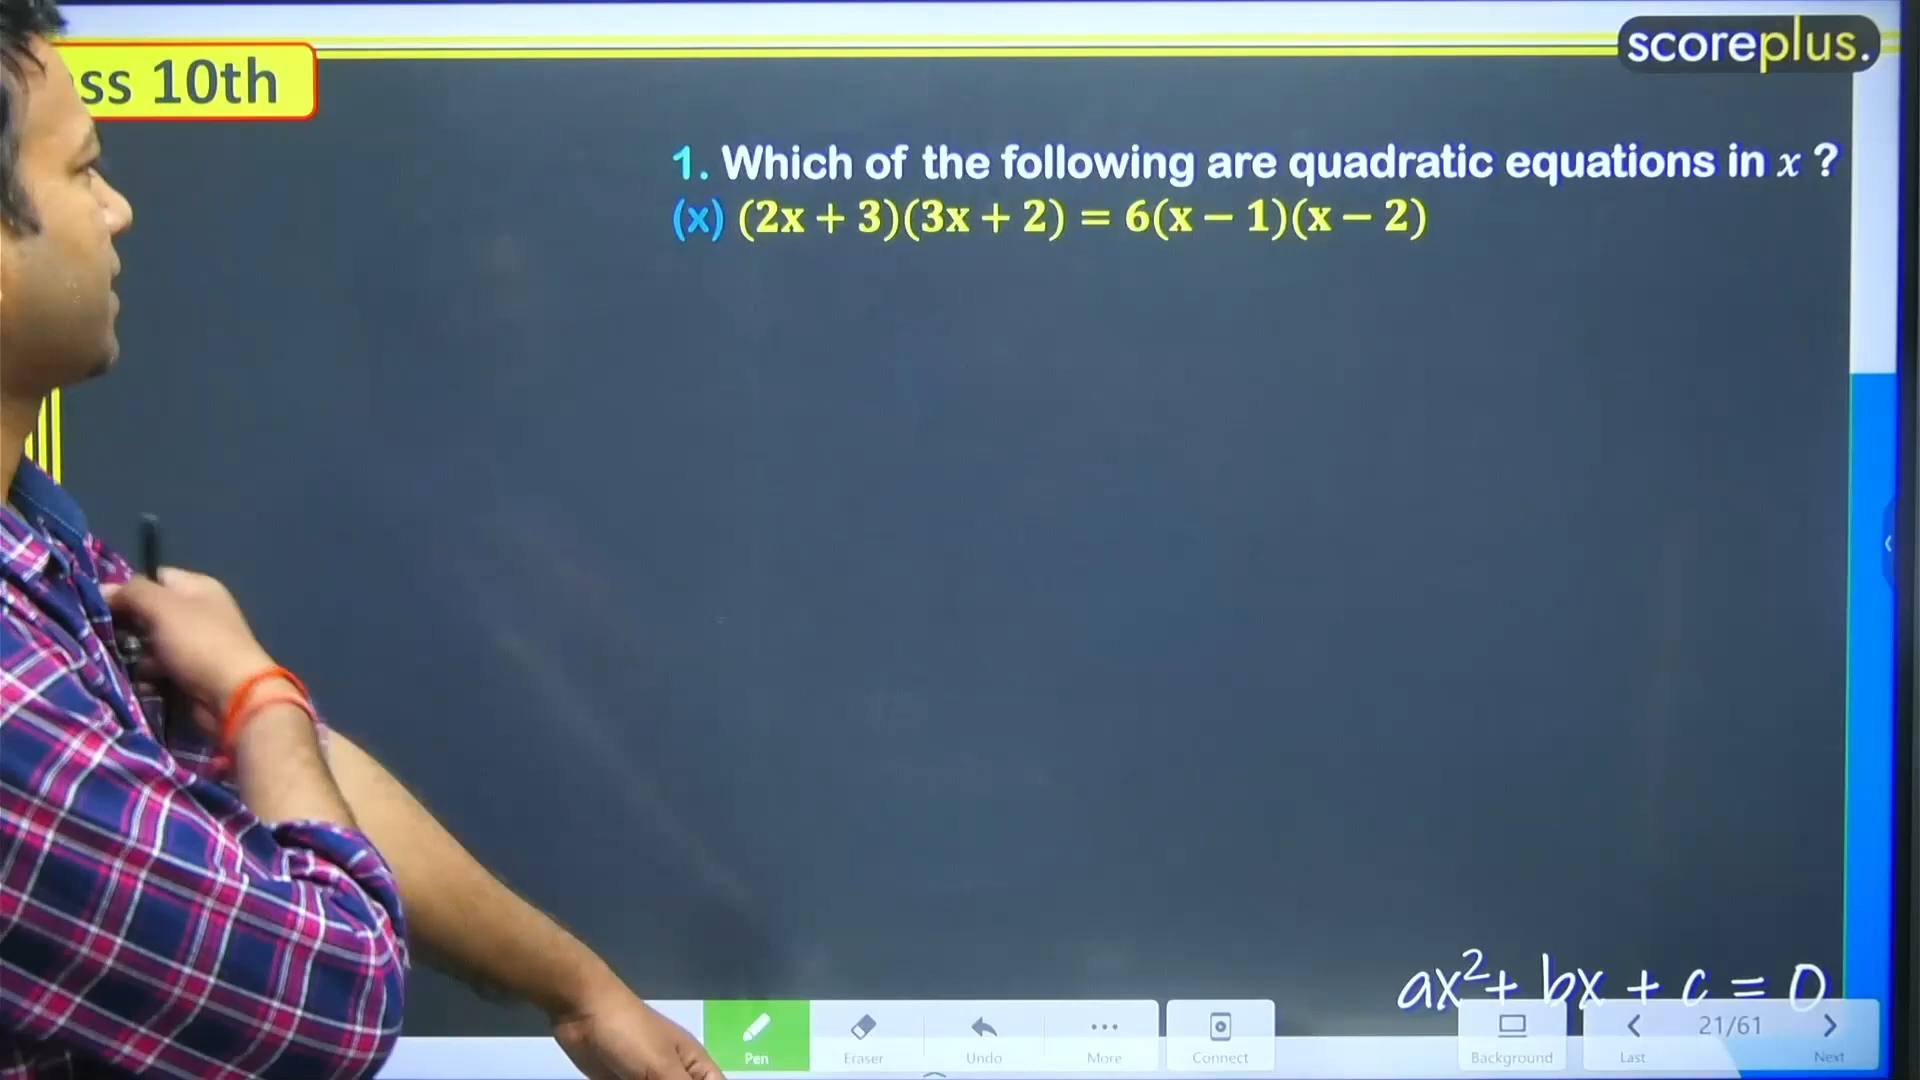 scoreplus.
ss 10th
1. Which of the following are quadratic equations in x ?
(x) (2x + 3)(3x + 2) = 6(x − 1)(x − 2)
ax² + bx + c = 0
Pen
Eraser
Undo
More
Connect
Background
Last
21/61
Next